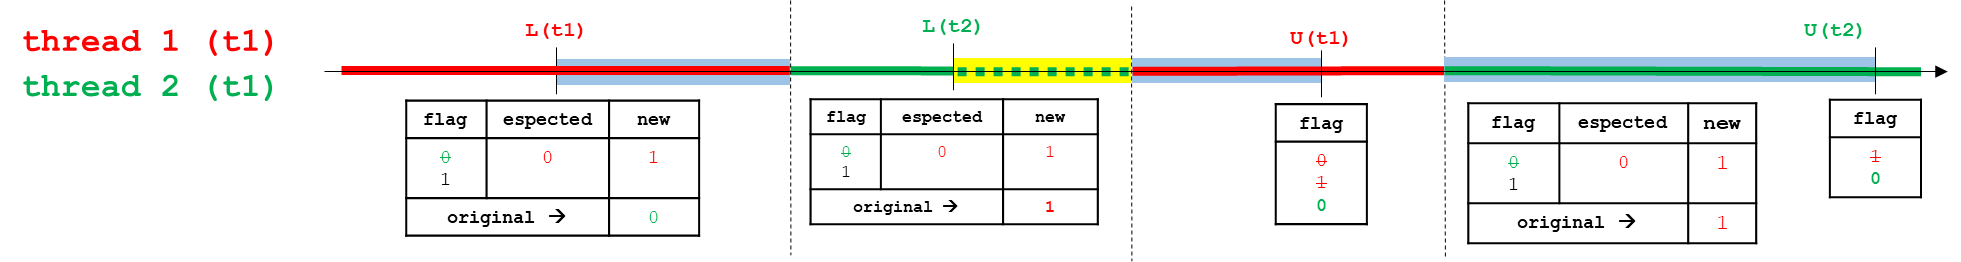 thread 1 (t1)
thread 2 (t1)
L(t1)
L(t2)
U(t1)
U(t2)
flag espected new
0 0 1
1
original → 0
flag espected new
0 0 1
1
original → 1
flag
0
1
0
flag espected new
0 0 1
1
original → 1
flag
1
0